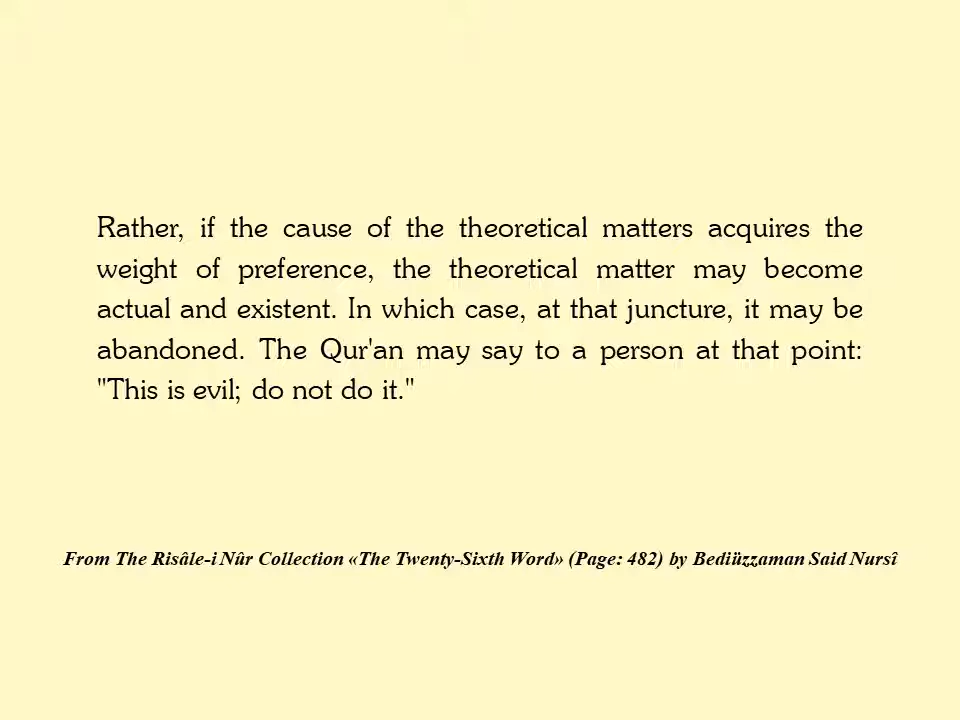 Rather, if the cause of the theoretical matters acquires the
weight of preference, the theoretical matter may become
actual and existent. In which case, at that juncture, it may be
abandoned. The Qur'an may say to a person at that point:
"This is evil; do not do it."
From The Risâle-i Nûr Collection «The Twenty-Sixth Word» (Page: 482) by Bediüzzaman Said Nursî